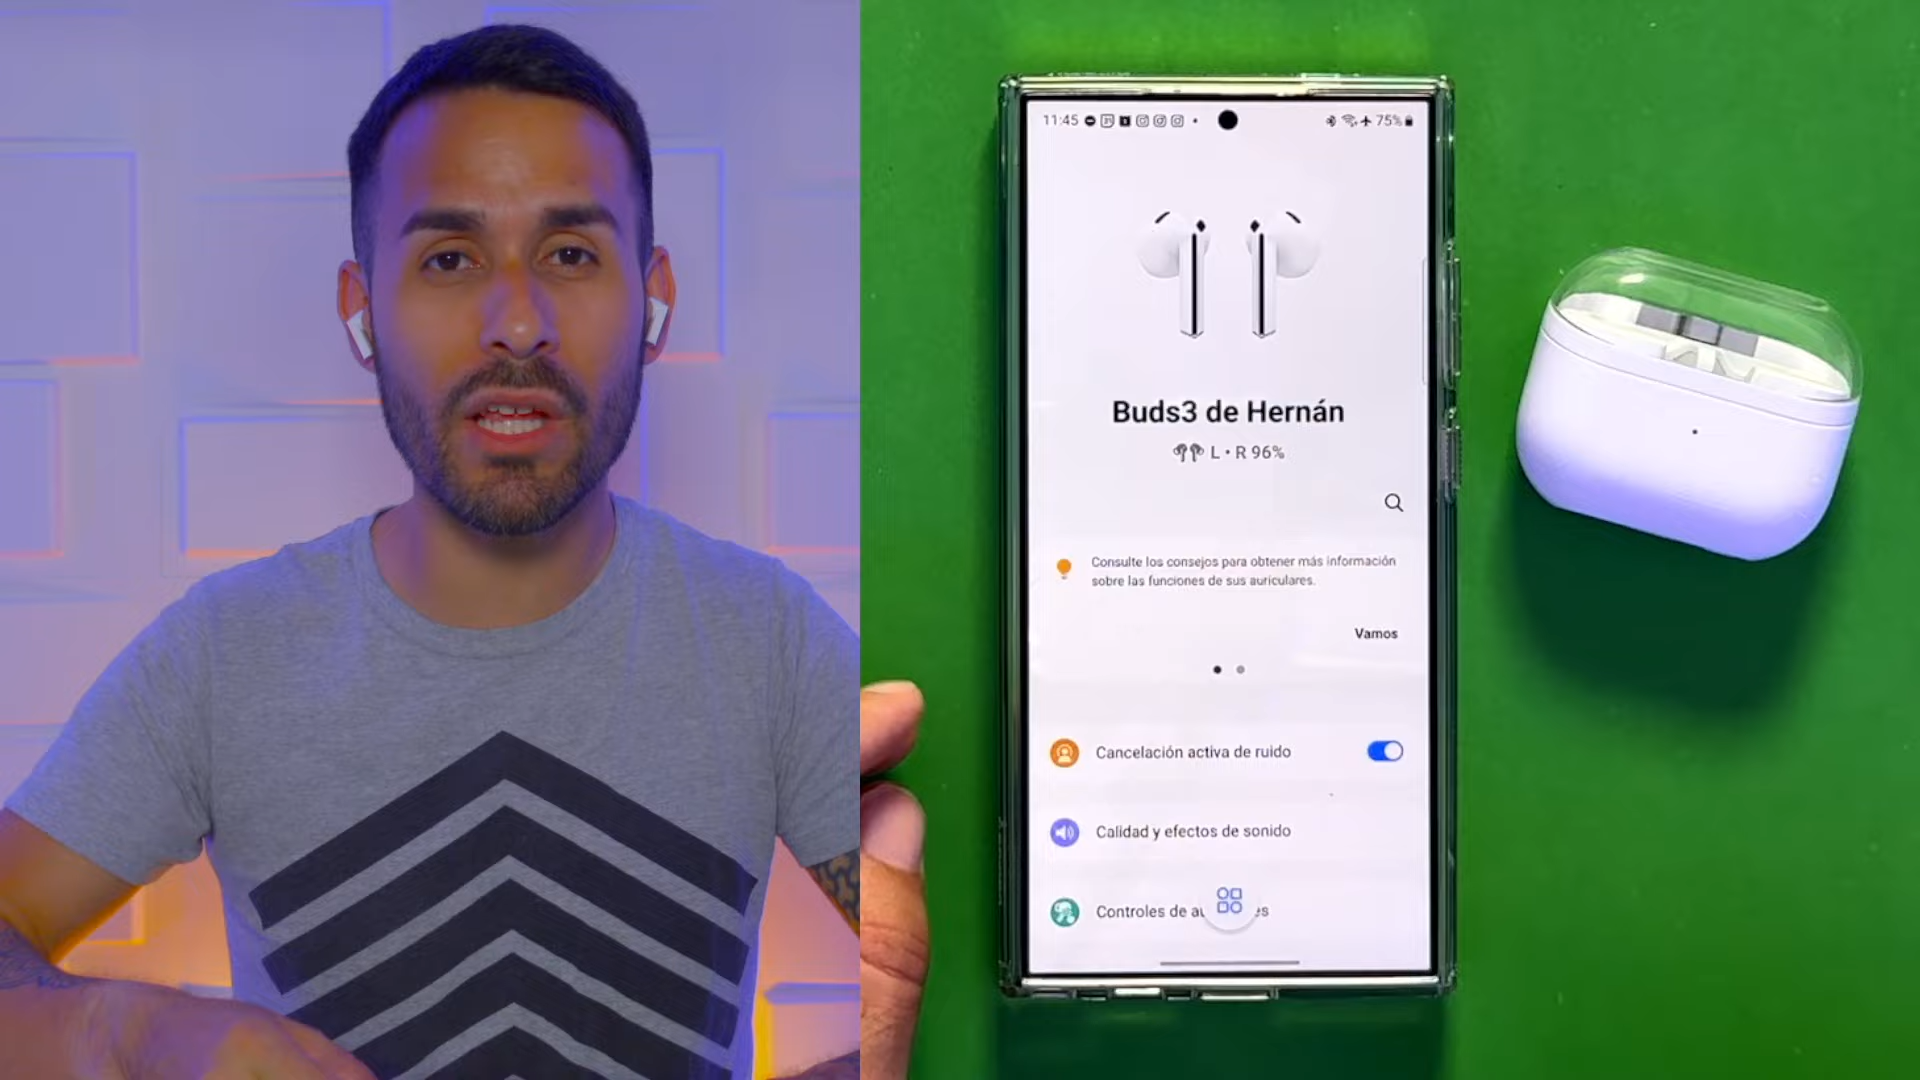 11:45
75%
Buds3 de Hernán
L • R 96%
Consulte los consejos para obtener más información
sobre las funciones de sus auriculares.
Vamos
Cancelación activa de ruido
Calidad y efectos de sonido
Controles de